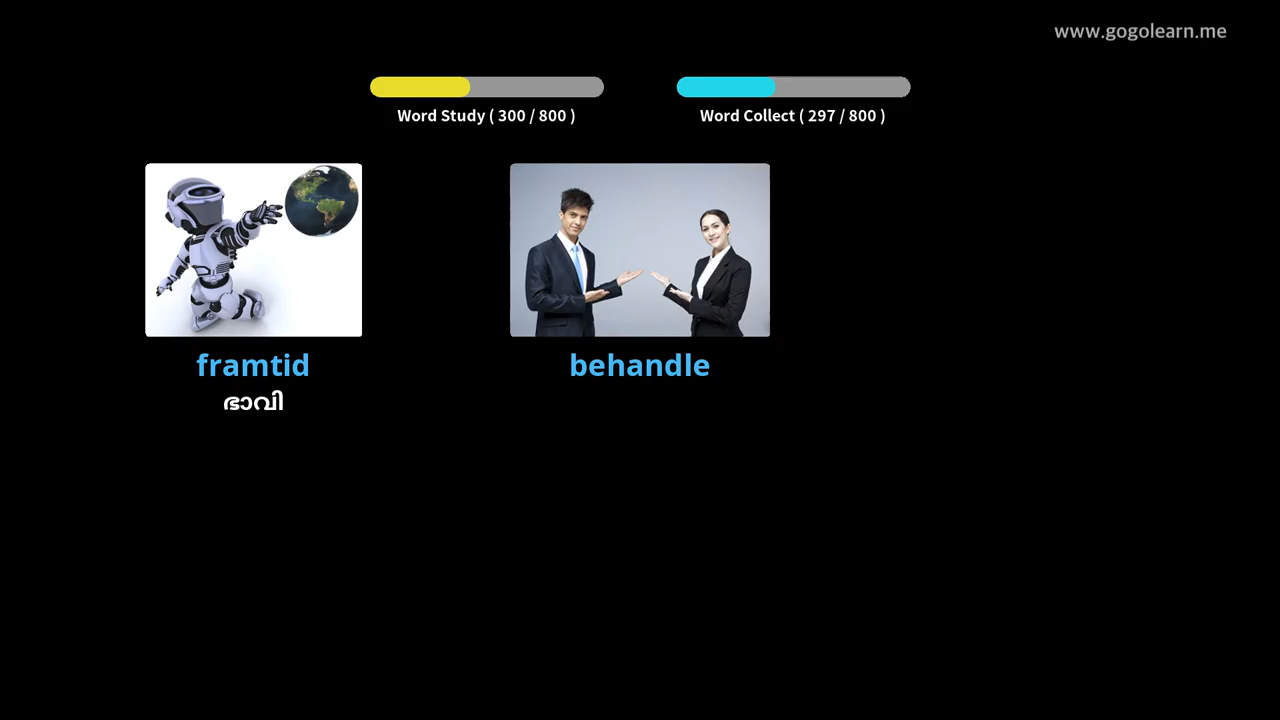 www.gogolearn.me
Word Study ( 300 / 800 )
Word Collect ( 297 / 800 )
framtid
ഭാവി
behandle